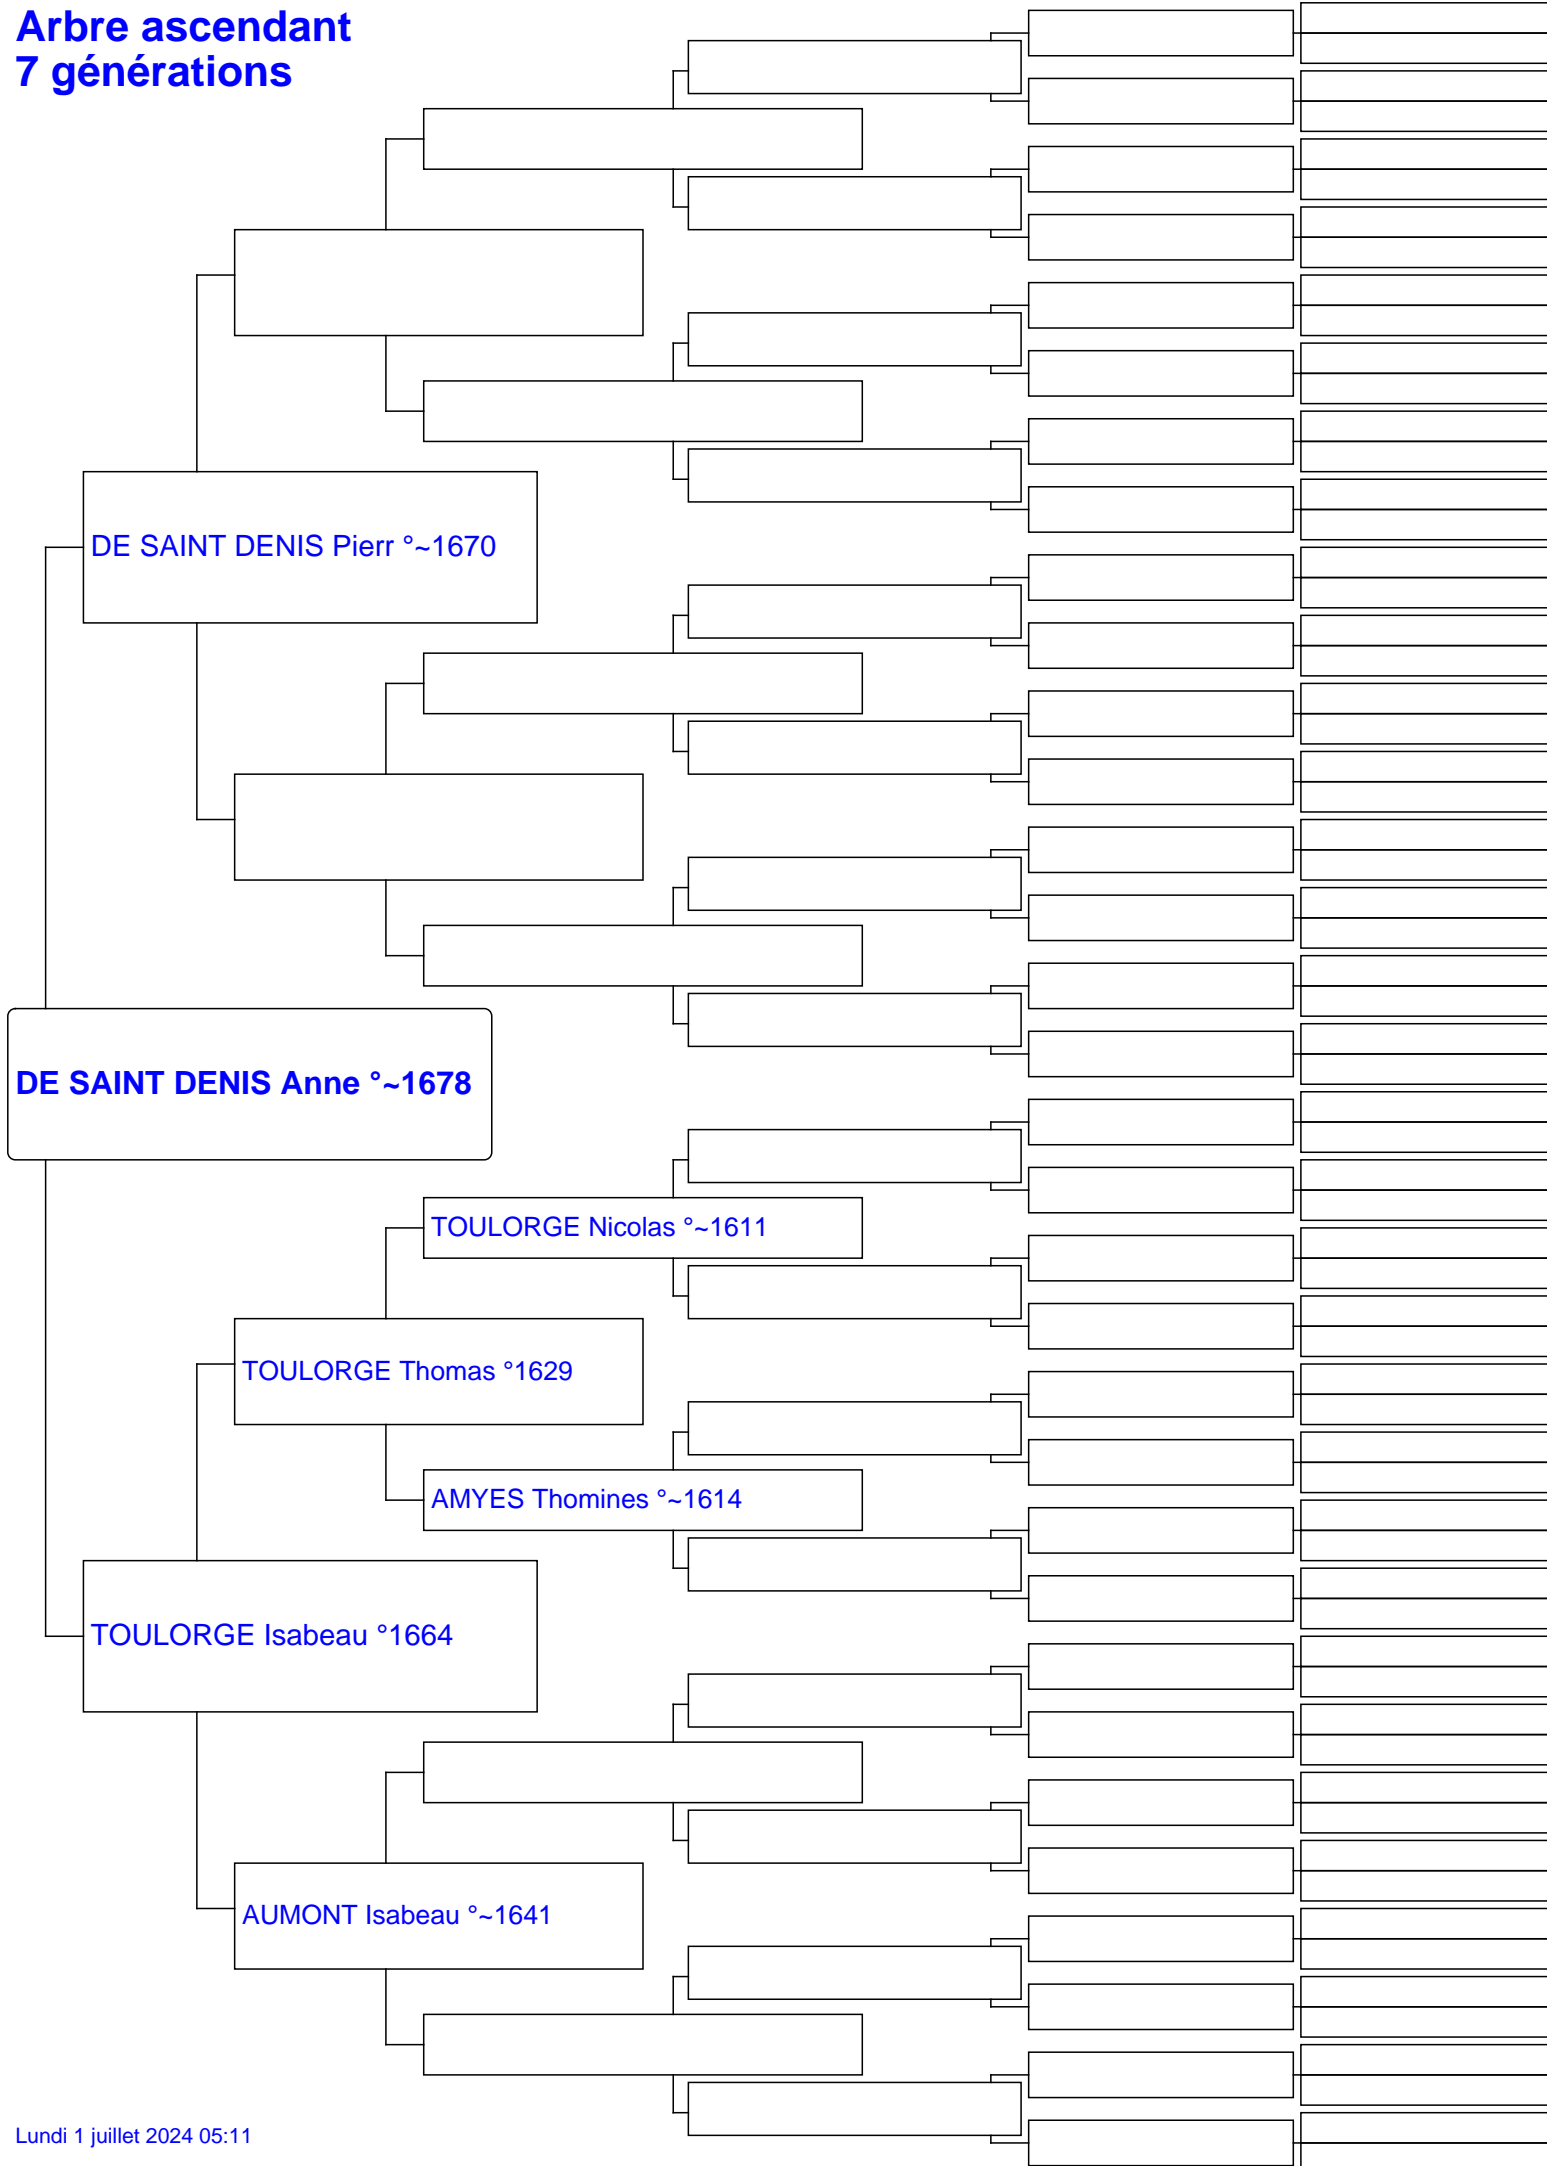 Arbre ascendant
7 générations
DE SAINT DENIS Pierr °~1670
DE SAINT DENIS Anne °~1678
TOULORGE Nicolas °~1611
TOULORGE Thomas °1629
AMYES Thomines °~1614
TOULORGE Isabeau °1664
AUMONT Isabeau °~1641
Lundi 1 juillet 2024 05:11